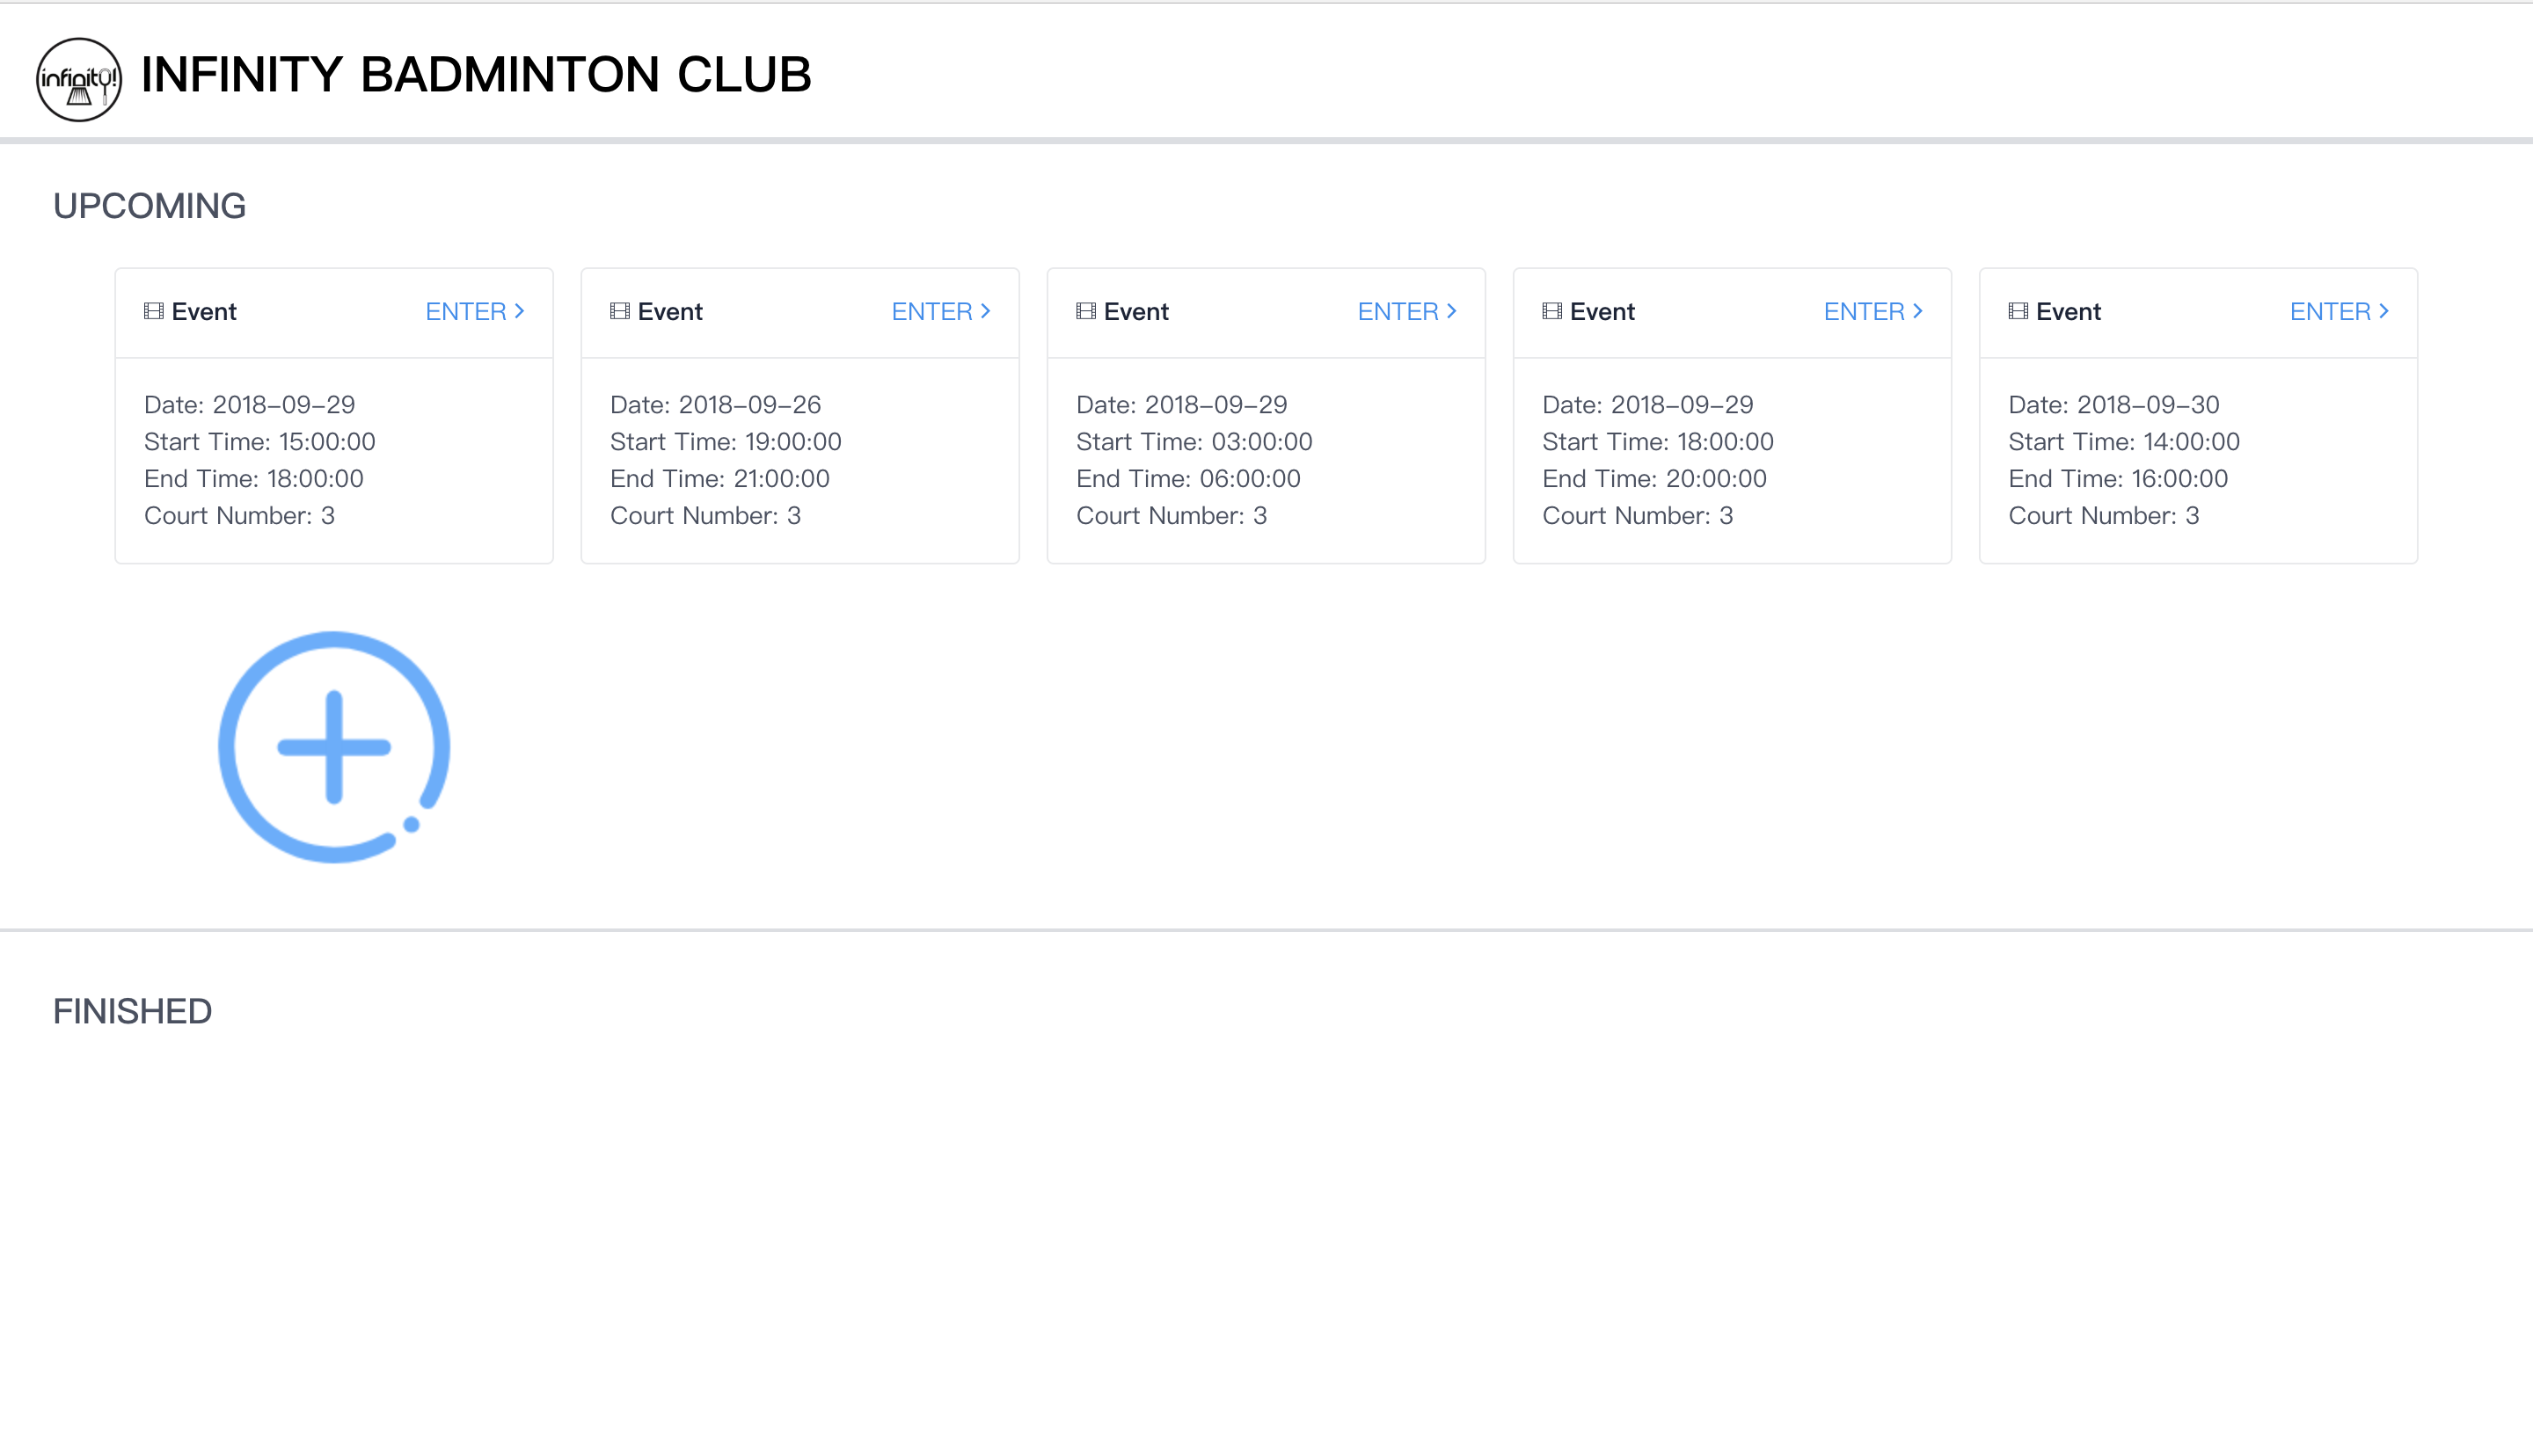 infinity!
INFINITY BADMINTON CLUB
UPCOMING
Event
ENTER >
Date: 2018-09-29
Start Time: 15:00:00
End Time: 18:00:00
Court Number: 3
Event
ENTER >
Date: 2018-09-26
Start Time: 19:00:00
End Time: 21:00:00
Court Number: 3
Event
ENTER >
Date: 2018-09-29
Start Time: 03:00:00
End Time: 06:00:00
Court Number: 3
Event
ENTER >
Date: 2018-09-29
Start Time: 18:00:00
End Time: 20:00:00
Court Number: 3
Event
ENTER >
Date: 2018-09-30
Start Time: 14:00:00
End Time: 16:00:00
Court Number: 3
FINISHED